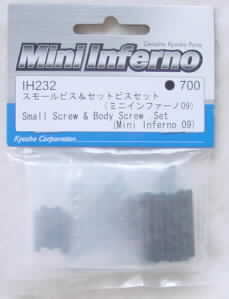 Genuine Kyosho Parts
Mini Inferno
IH232 ●700
スモールビス&セットビスセット
(ミニインファーノ09)
Small Screw & Body Screw Set
(Mini Inferno 09)
Kyosho Corporation